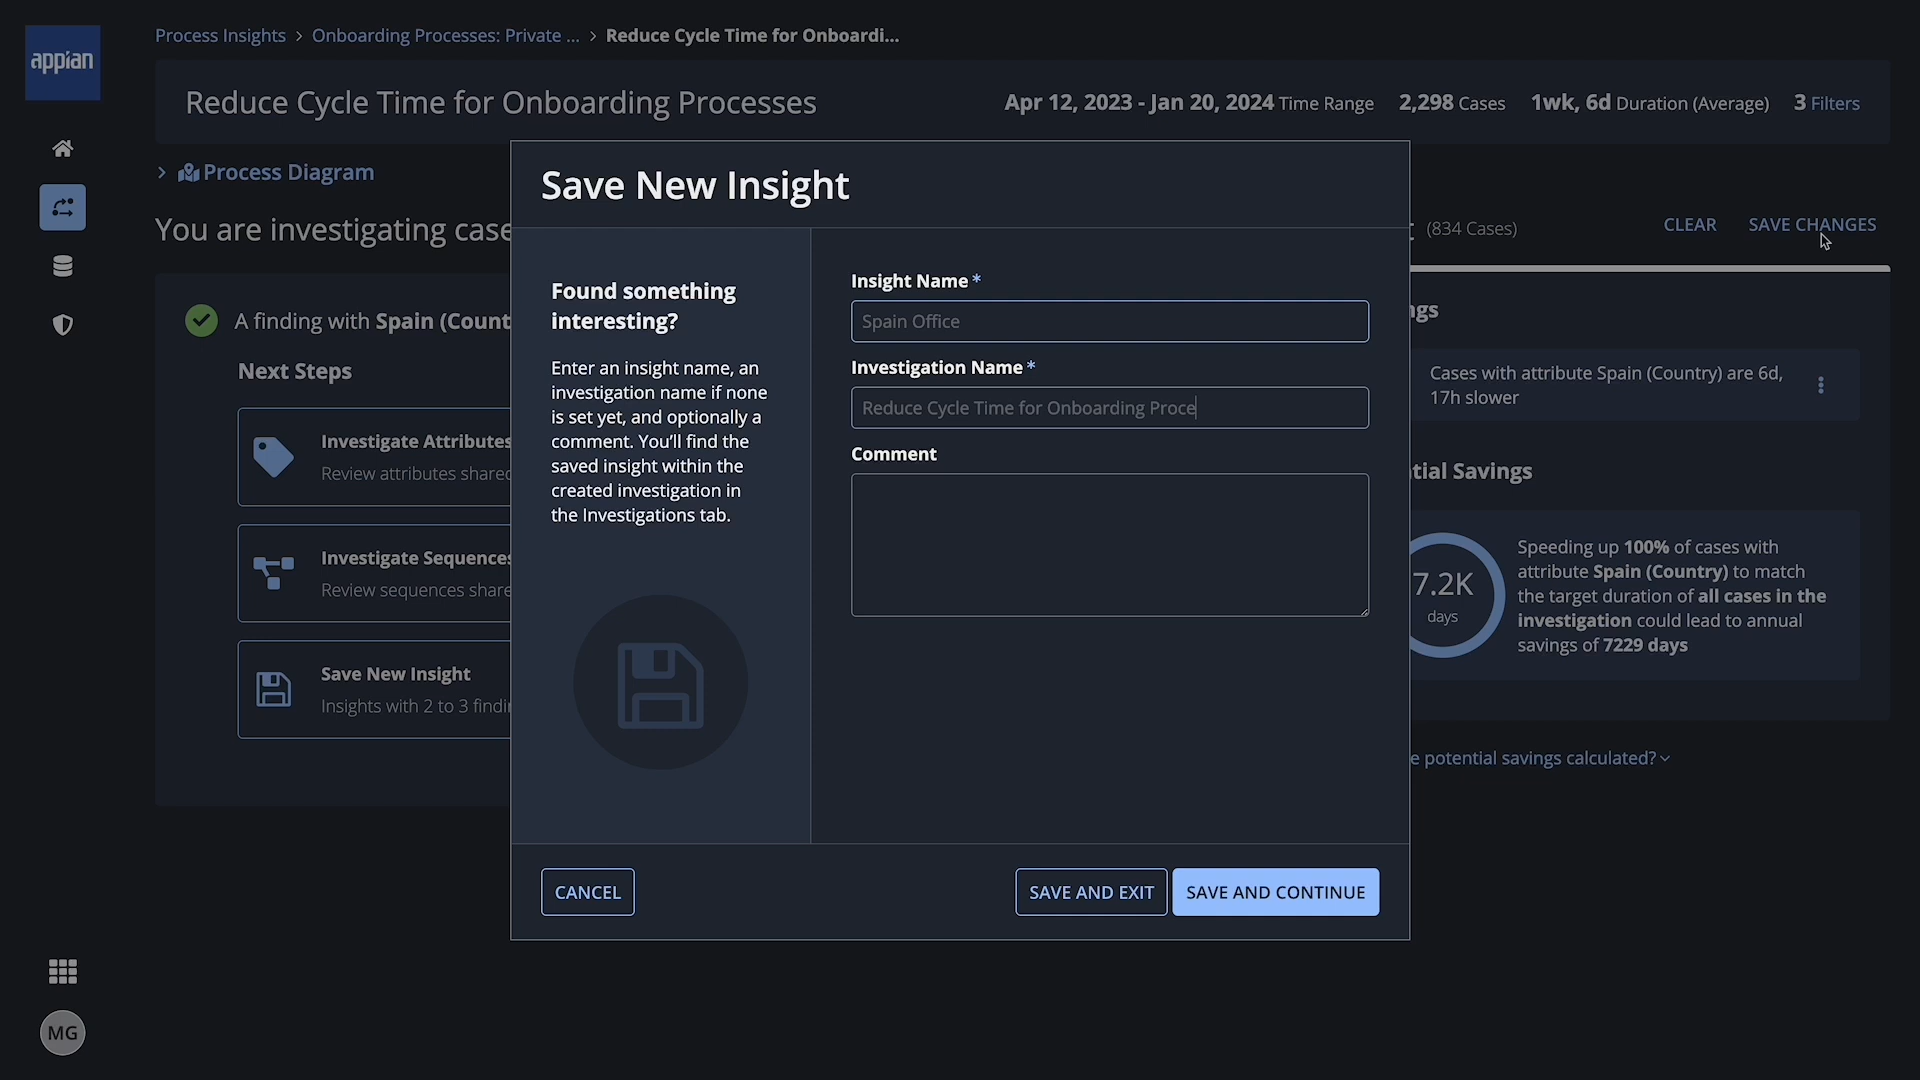 appian
Process Insights > Onboarding Processes: Private ... > Reduce Cycle Time for Onboardi...
Reduce Cycle Time for Onboarding Processes
Apr 12, 2023 - Jan 20, 2024 Time Range 2,298 Cases 1wk, 6d Duration (Average) 3 Filters
Process Diagram
You are investigating case
(834 Cases)
CLEAR
SAVE CHANGES
A finding with Spain (Count
Next Steps
Investigate Attributes
Review attributes shared
Investigate Sequences
Review sequences share
Save New Insight
Insights with 2 to 3 findi
Save New Insight
Found something
interesting?
Enter an insight name, an
investigation name if none
is set yet, and optionally a
comment. You'll find the
saved insight within the
created investigation in
the Investigations tab.
Insight Name *
Spain Office
Investigation Name *
Reduce Cycle Time for Onboarding Proce
Comment
CANCEL
SAVE AND EXIT
SAVE AND CONTINUE
ngs
Cases with attribute Spain (Country) are 6d,
17h slower
tial Savings
7.2K
days
Speeding up 100% of cases with
attribute Spain (Country) to match
the target duration of all cases in the
investigation could lead to annual
savings of 7229 days
e potential savings calculated?
MG